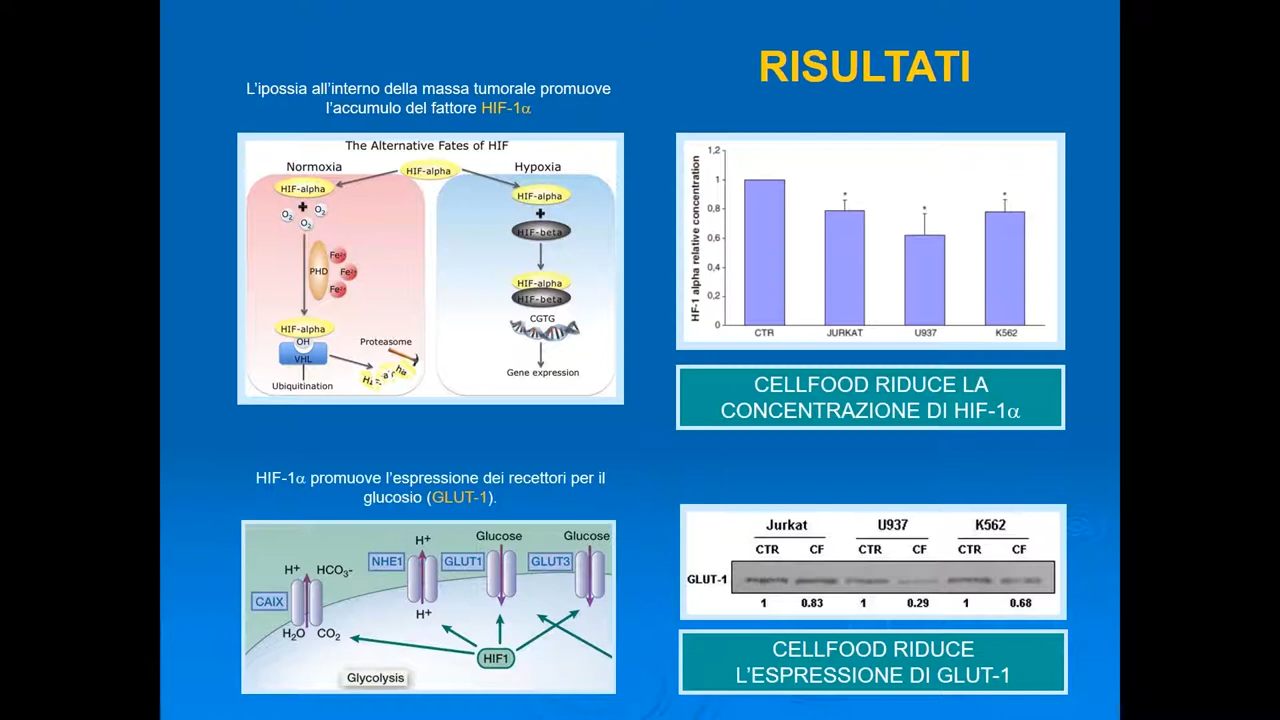 RISULTATI
L’ipossia all’interno della massa tumorale promuove
l’accumulo del fattore HIF-1α
The Alternative Fates of HIF
Normoxia
HIF-alpha
Hypoxia
HIF-alpha
+
O2
O2
O2
PHD
Fe2+
Fe2+
Fe2+
HIF-alpha
OH
VHL
Ubiquitination
Proteasome
HIF-alpha
+
HIF-beta
HIF-alpha
HIF-beta
CGTG
Gene expression
HF-1 alpha relative concentration
1,2
1
0,8
0,6
0,4
0,2
0
*
*
*
CTR
JURKAT
U937
K562
CELLFOOD RIDUCE LA
CONCENTRAZIONE DI HIF-1α
HIF-1α promuove l’espressione dei recettori per il
glucosio (GLUT-1).
H+
Glucose
Glucose
NHE1
GLUT1
GLUT3
H+
HCO3-
CAIX
H+
H2O
CO2
HIF1
Glycolysis
Jurkat U937 K562
CTR CF CTR CF CTR CF
GLUT-1
1 0.83 1 0.29 1 0.68
CELLFOOD RIDUCE
L’ESPRESSIONE DI GLUT-1